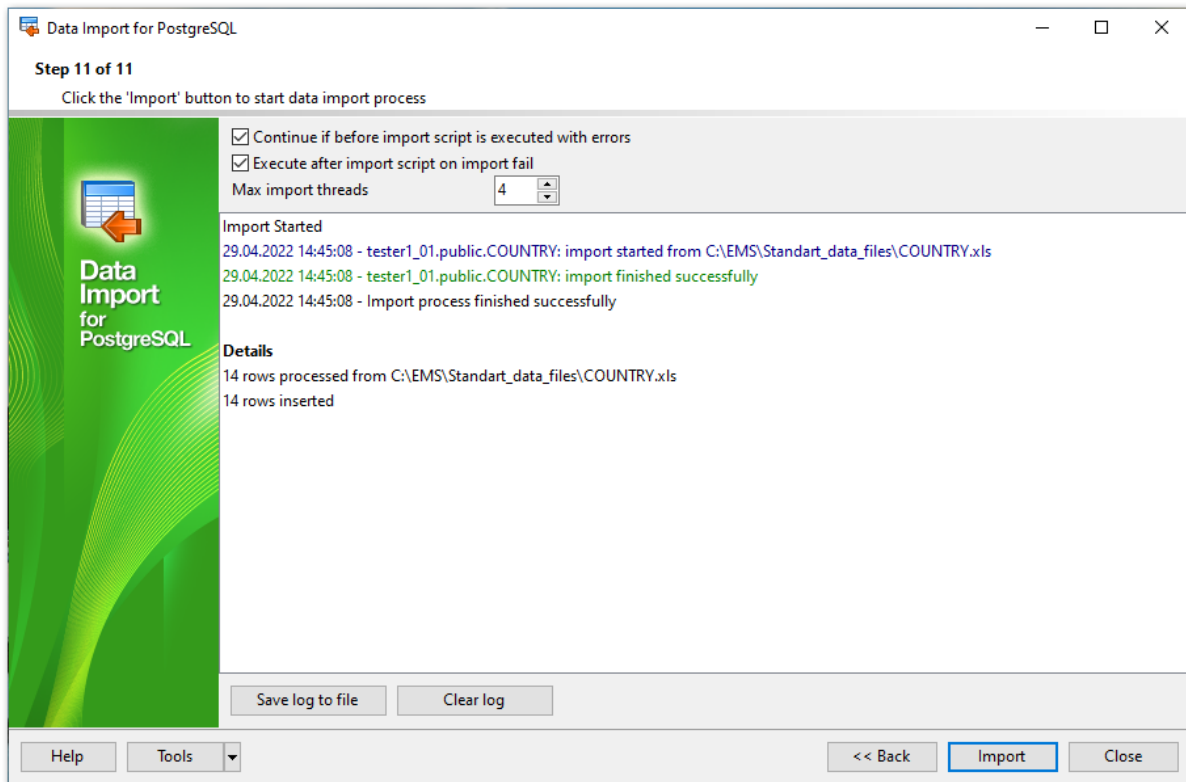 Data Import for PostgreSQL
Step 11 of 11
Click the 'Import' button to start data import process
Data
Import
for
PostgreSQL
Continue if before import script is executed with errors
Execute after import script on import fail
Max import threads 4
Import Started
29.04.2022 14:45:08 - tester1_01.public.COUNTRY: import started from C:\EMS\Standart_data_files\COUNTRY.xls
29.04.2022 14:45:08 - tester1_01.public.COUNTRY: import finished successfully
29.04.2022 14:45:08 - Import process finished successfully
Details
14 rows processed from C:\EMS\Standart_data_files\COUNTRY.xls
14 rows inserted
Save log to file Clear log
Help Tools << Back Import Close